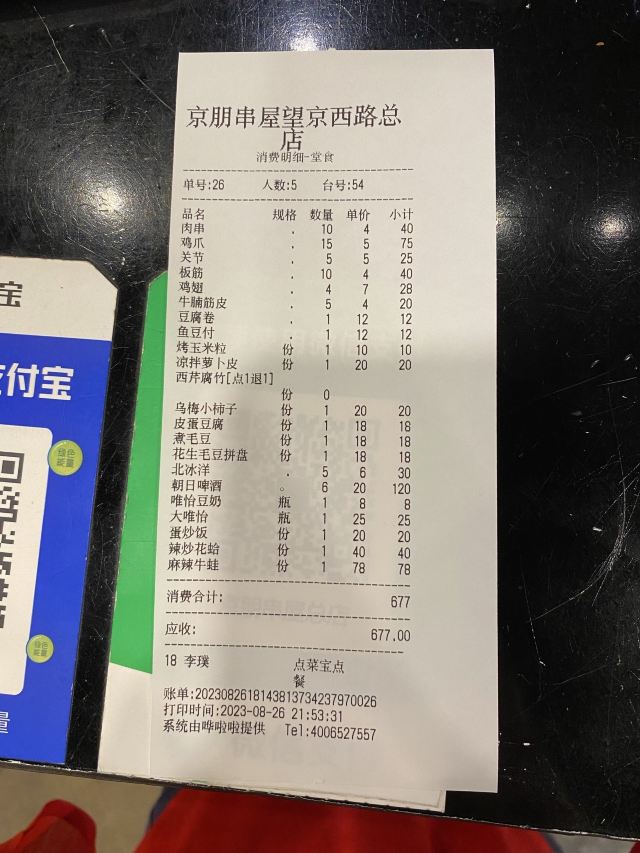 京朋串屋望京西路总
店
消费明细-堂食
单号:26 人数:5 台号:54
品名 规格 数量 单价 小计
肉串 . 10 4 40
鸡爪 . 15 5 75
关节 . 5 5 25
板筋 . 10 4 40
鸡翅 . 4 7 28
牛腩筋皮 . 5 4 20
豆腐卷 . 1 12 12
鱼豆付 . 1 12 12
烤玉米粒 份 1 10 10
凉拌萝卜皮 份 1 20 20
西芹腐竹[点1退1]
份 0
乌梅小柿子 份 1 20 20
皮蛋豆腐 份 1 18 18
煮毛豆 份 1 18 18
花生毛豆拼盘 份 1 18 18
北冰洋 . 5 6 30
朝日啤酒 。 6 20 120
唯怡豆奶 瓶 1 8 8
大唯怡 瓶 1 25 25
蛋炒饭 份 1 20 20
辣炒花蛤 份 1 40 40
麻辣牛蛙 份 1 78 78
消费合计: 677
应收: 677.00
18 李璞 点菜宝点
餐
账单:2023082618143813734237970026
打印时间:2023-08-26 21:53:31
系统由哗啦啦提供 Tel:4006527557
宝
支付宝
绿色
能量
绿色
能量
量